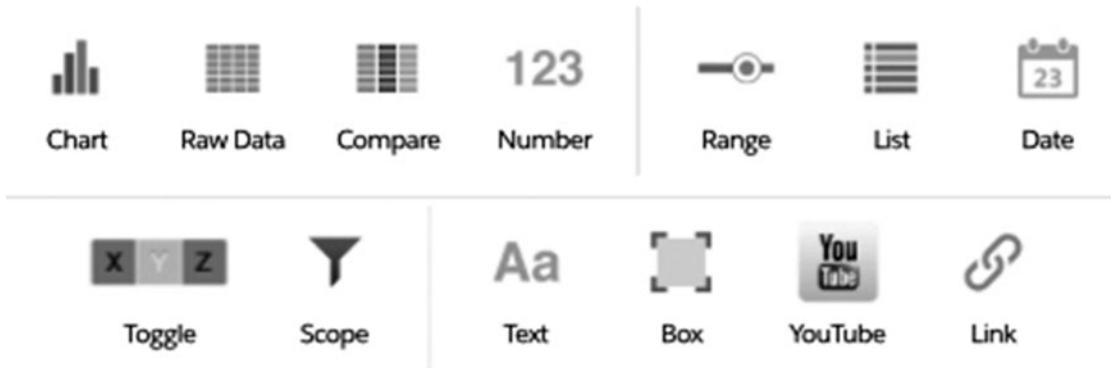 123
23
Chart Raw Data Compare Number Range List Date
X Y Z
Aa
You
Tube
Toggle Scope Text Box YouTube Link